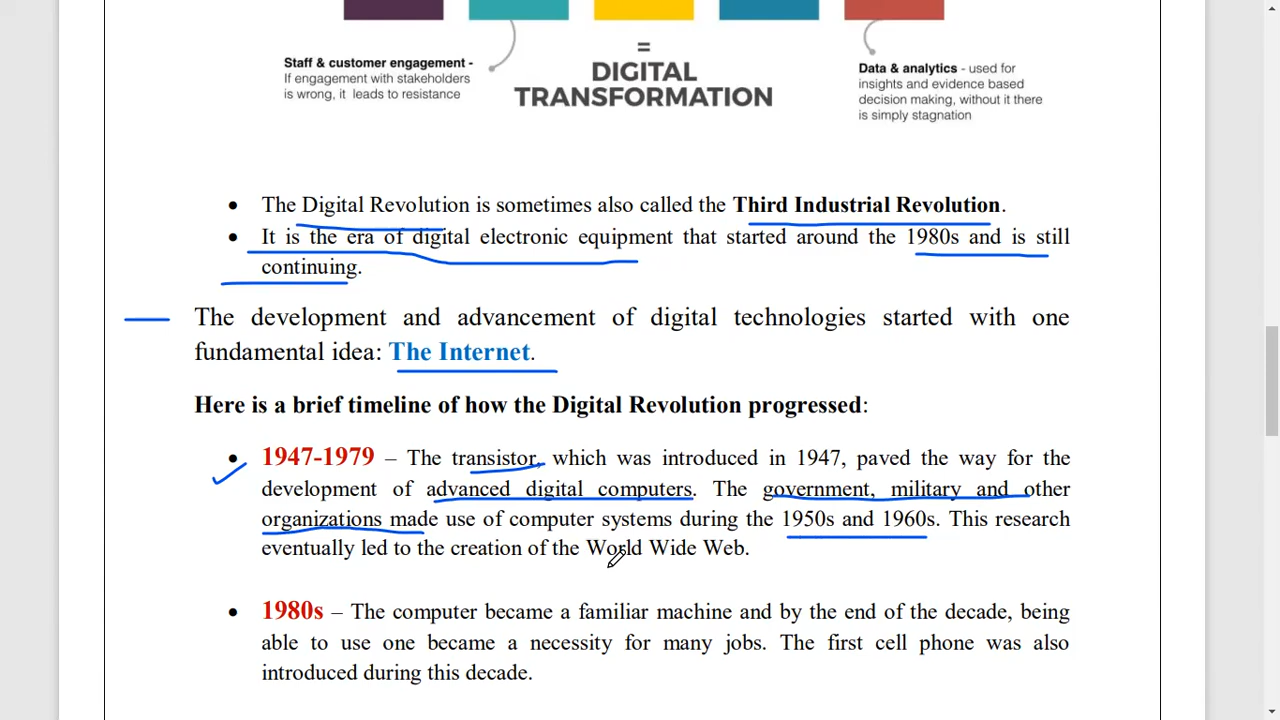 Staff & customer engagement -
If engagement with stakeholders
is wrong, it leads to resistance
=
DIGITAL
TRANSFORMATION
Data & analytics - used for
insights and evidence based
decision making, without it there
is simply stagnation
• The Digital Revolution is sometimes also called the Third Industrial Revolution.
• It is the era of digital electronic equipment that started around the 1980s and is still
continuing.
The development and advancement of digital technologies started with one
fundamental idea: The Internet.
Here is a brief timeline of how the Digital Revolution progressed:
• 1947-1979 – The transistor, which was introduced in 1947, paved the way for the
development of advanced digital computers. The government, military and other
organizations made use of computer systems during the 1950s and 1960s. This research
eventually led to the creation of the World Wide Web.
• 1980s – The computer became a familiar machine and by the end of the decade, being
able to use one became a necessity for many jobs. The first cell phone was also
introduced during this decade.